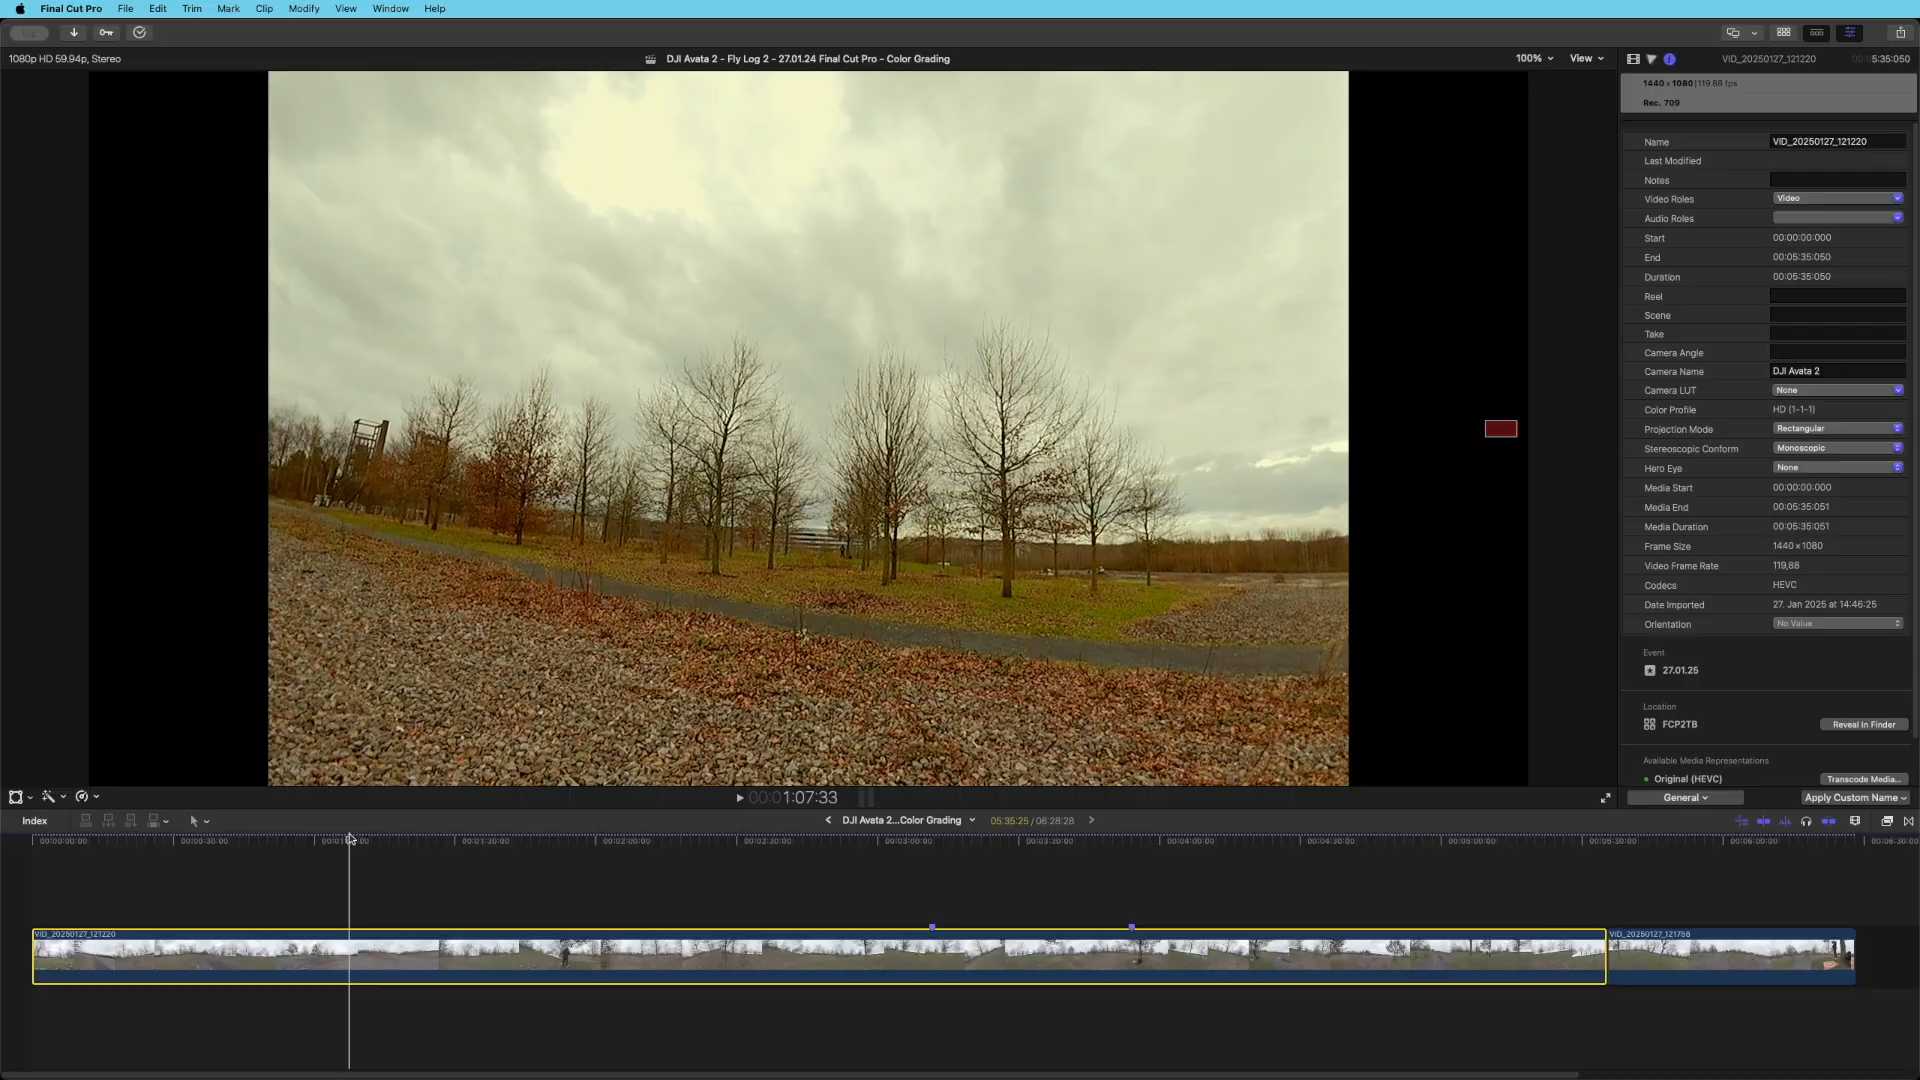 Final Cut Pro File Edit Trim Mark Clip Modify View Window Help
1080p HD 59.94p, Stereo
DJI Avata 2 - Fly Log 2 - 27.01.24 Final Cut Pro - Color Grading
100% View
VID_20250127_121220 00:05:35:050
1440 × 1080 | 119.88 fps
Rec. 709
Name VID_20250127_121220
Last Modified
Notes
Video Roles Video
Audio Roles
Start 00:00:00:000
End 00:05:35:050
Duration 00:05:35:050
Reel
Scene
Take
Camera Angle
Camera Name DJI Avata 2
Camera LUT None
Color Profile HD (1-1-1)
Projection Mode Rectangular
Stereoscopic Conform Monoscopic
Hero Eye None
Media Start 00:00:00:000
Media End 00:05:35:051
Media Duration 00:05:35:051
Frame Size 1440 × 1080
Video Frame Rate 119,88
Codecs HEVC
Date Imported 27. Jan 2025 at 14:46:25
Orientation No Value
Event
27.01.25
Location
FCP2TB Reveal In Finder
Available Media Representations
Original (HEVC) Transcode Media...
General Apply Custom Name
00:01:07:33
Index
DJI Avata 2...Color Grading 05:35:25 / 06:28:28
00:00:00:00 00:00:30:00 00:01:00:00 00:01:30:00 00:02:00:00 00:02:30:00 00:03:00:00 00:03:30:00 00:04:00:00 00:04:30:00 00:05:00:00 00:05:30:00 00:06:00:00 00:06:30:00
VID_20250127_121220 VID_20250127_121758